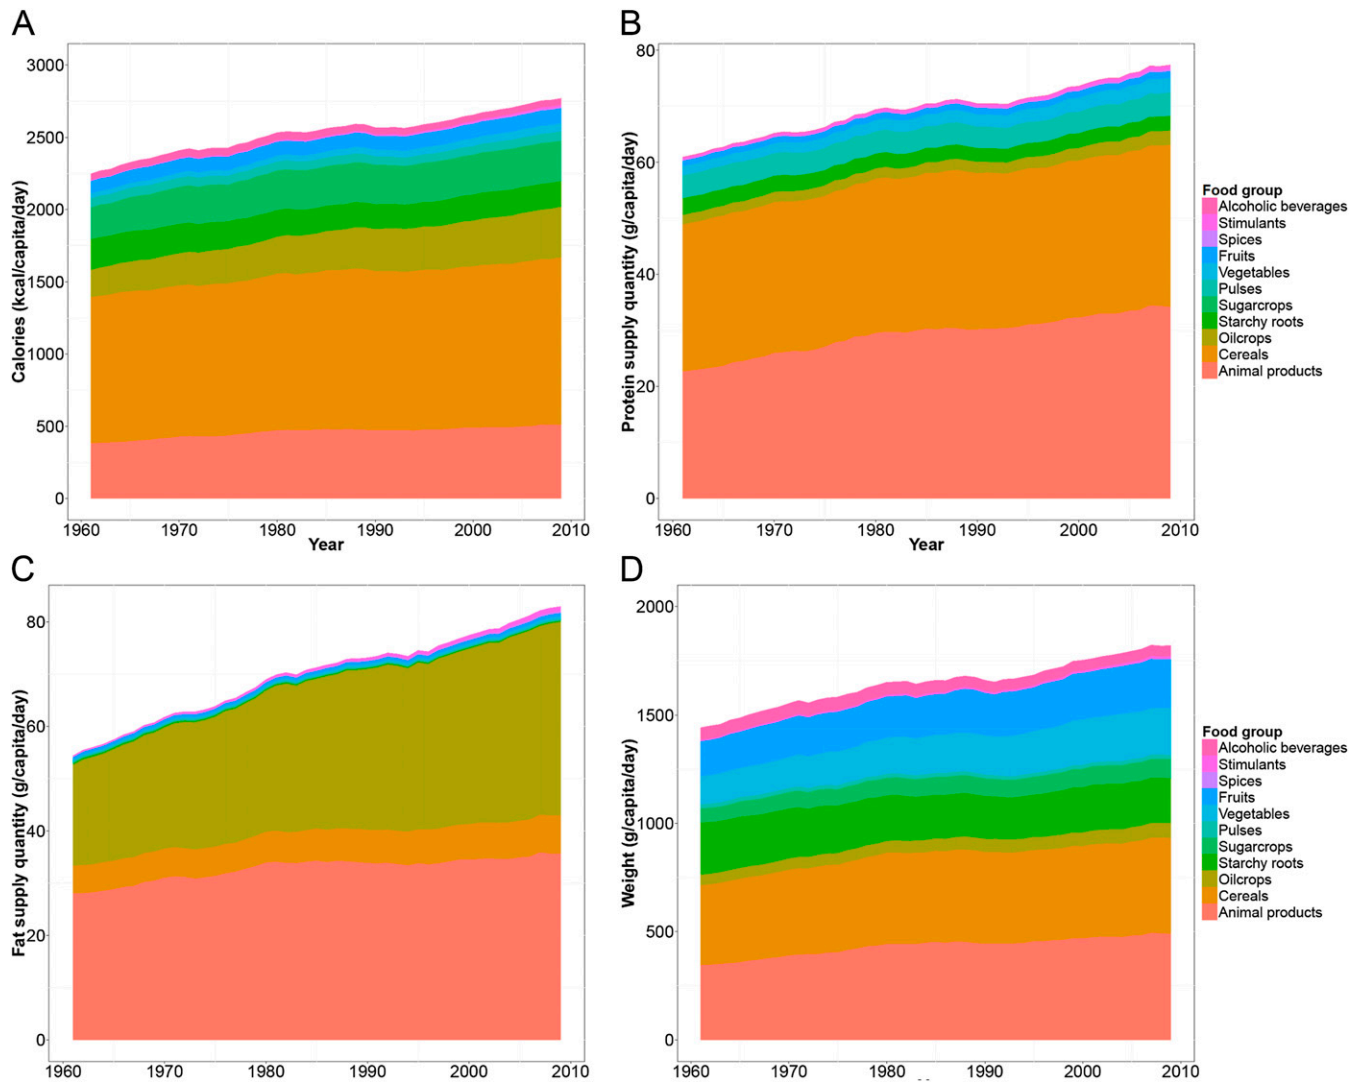 A
Calories (kcal/capita/day)
3000
2500
2000
1500
1000
500
0
1960 1970 1980 1990 2000 2010
Year
B
Protein supply quantity (g/capita/day)
80
60
40
20
0
1960 1970 1980 1990 2000 2010
Year
Food group
Alcoholic beverages
Stimulants
Spices
Fruits
Vegetables
Pulses
Sugarcrops
Starchy roots
Oilcrops
Cereals
Animal products
C
Fat supply quantity (g/capita/day)
80
60
40
20
0
1960 1970 1980 1990 2000 2010
D
Weight (g/capita/day)
2000
1500
1000
500
0
1960 1970 1980 1990 2000 2010
Food group
Alcoholic beverages
Stimulants
Spices
Fruits
Vegetables
Pulses
Sugarcrops
Starchy roots
Oilcrops
Cereals
Animal products